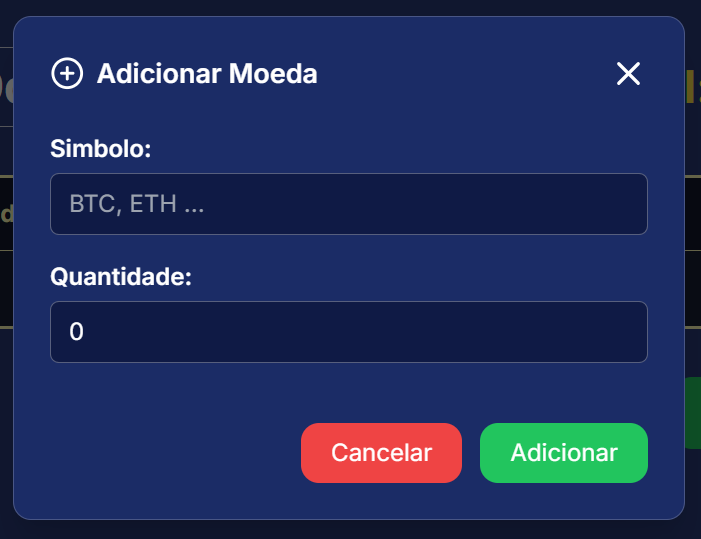 Adicionar Moeda
Simbolo:
BTC, ETH ...
Quantidade:
0
Cancelar
Adicionar